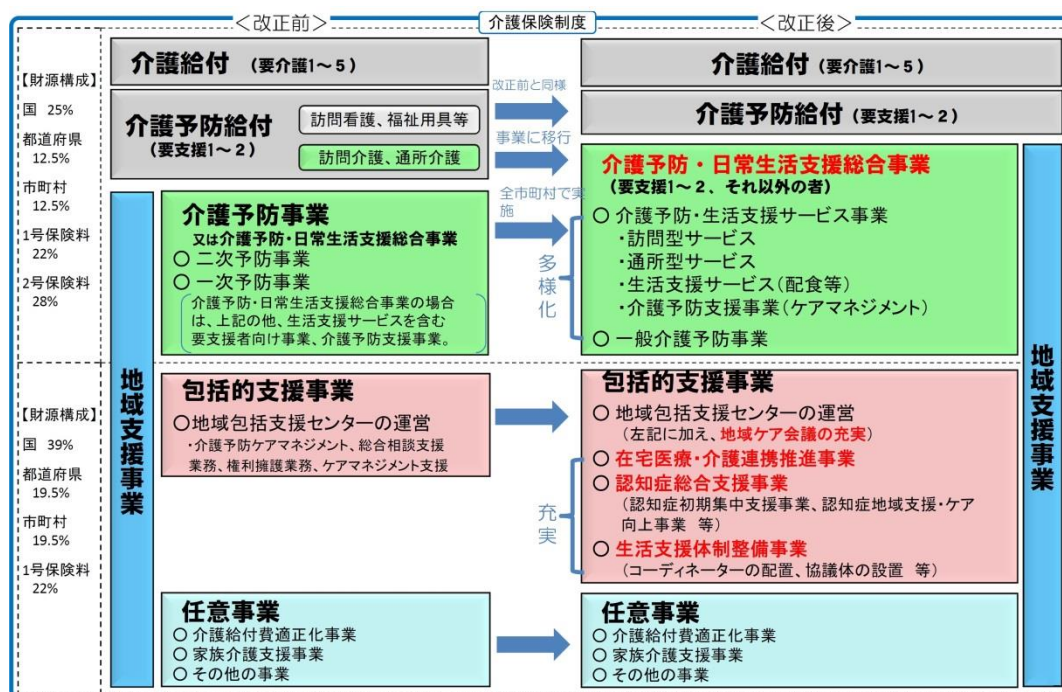 介護保険制度
＜改正前＞
＜改正後＞
【財源構成】
国 25%
都道府県
12.5%
市町村
12.5%
1号保険料
22%
2号保険料
28%
【財源構成】
国 39%
都道府県
19.5%
市町村
19.5%
1号保険料
22%
介護給付 （要介護1～5）
介護予防給付
（要支援1～2）
訪問看護、福祉用具等
訪問介護、通所介護
地域支援事業
介護予防事業
又は介護予防・日常生活支援総合事業
○ 二次予防事業
○ 一次予防事業
介護予防・日常生活支援総合事業の場合
は、上記の他、生活支援サービスを含む
要支援者向け事業、介護予防支援事業。
包括的支援事業
○地域包括支援センターの運営
・介護予防ケアマネジメント、総合相談支援
業務、権利擁護業務、ケアマネジメント支援
任意事業
○ 介護給付費適正化事業
○ 家族介護支援事業
○ その他の事業
改正前と同様
事業に移行
全市町村で実
施
多様化
充実
介護給付（要介護1～5）
介護予防給付（要支援1～2）
介護予防・日常生活支援総合事業
（要支援1～2、それ以外の者）
○ 介護予防・生活支援サービス事業
・訪問型サービス
・通所型サービス
・生活支援サービス（配食等）
・介護予防支援事業（ケアマネジメント）
○ 一般介護予防事業
包括的支援事業
○ 地域包括支援センターの運営
（左記に加え、地域ケア会議の充実）
○ 在宅医療・介護連携推進事業
○ 認知症総合支援事業
（認知症初期集中支援事業、認知症地域支援・ケア
向上事業 等）
○ 生活支援体制整備事業
（コーディネーターの配置、協議体の設置 等）
任意事業
○ 介護給付費適正化事業
○ 家族介護支援事業
○ その他の事業
地域支援事業